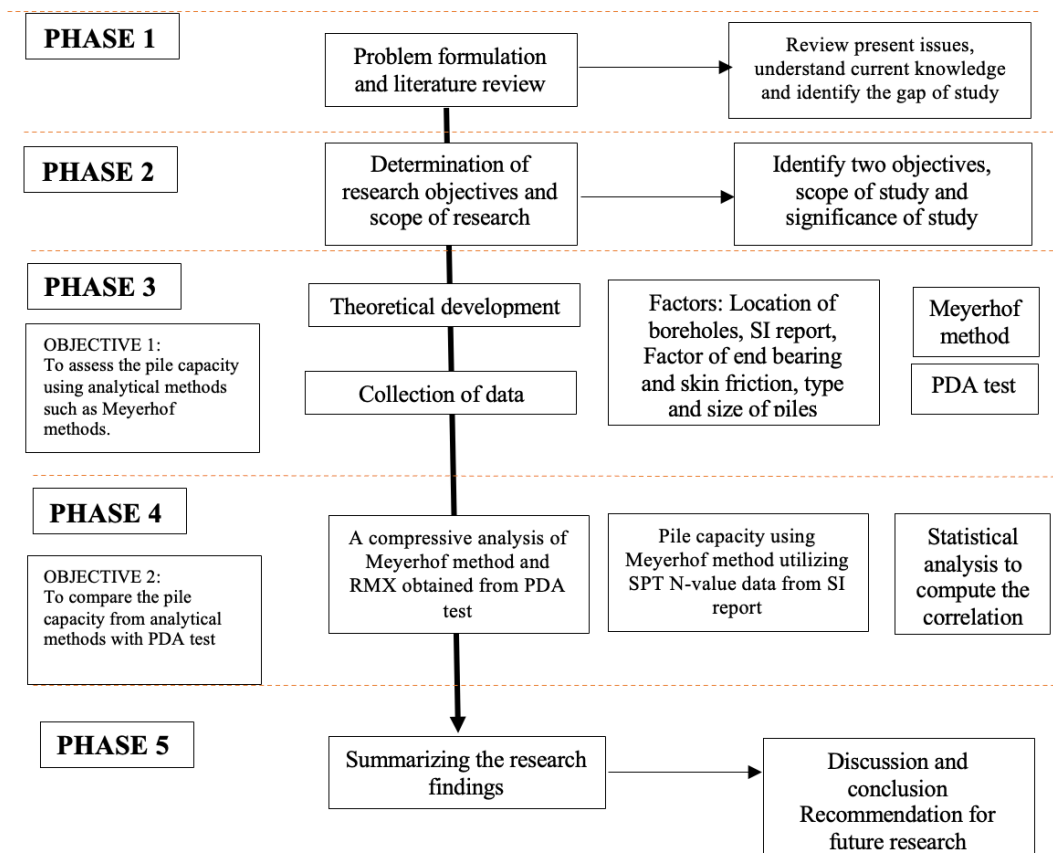 PHASE 1
Problem formulation
and literature review
Review present issues,
understand current knowledge
and identify the gap of study
PHASE 2
Determination of
research objectives and
scope of research
Identify two objectives,
scope of study and
significance of study
PHASE 3
OBJECTIVE 1:
To assess the pile capacity
using analytical methods
such as Meyerhof
methods.
Theoretical development
Collection of data
Factors: Location of
boreholes, SI report,
Factor of end bearing
and skin friction, type
and size of piles
Meyerhof
method
PDA test
PHASE 4
OBJECTIVE 2:
To compare the pile
capacity from analytical
methods with PDA test
A compressive analysis of
Meyerhof method and
RMX obtained from PDA
test
Pile capacity using
Meyerhof method utilizing
SPT N-value data from SI
report
Statistical
analysis to
compute the
correlation
PHASE 5
Summarizing the research
findings
Discussion and
conclusion
Recommendation for
future research